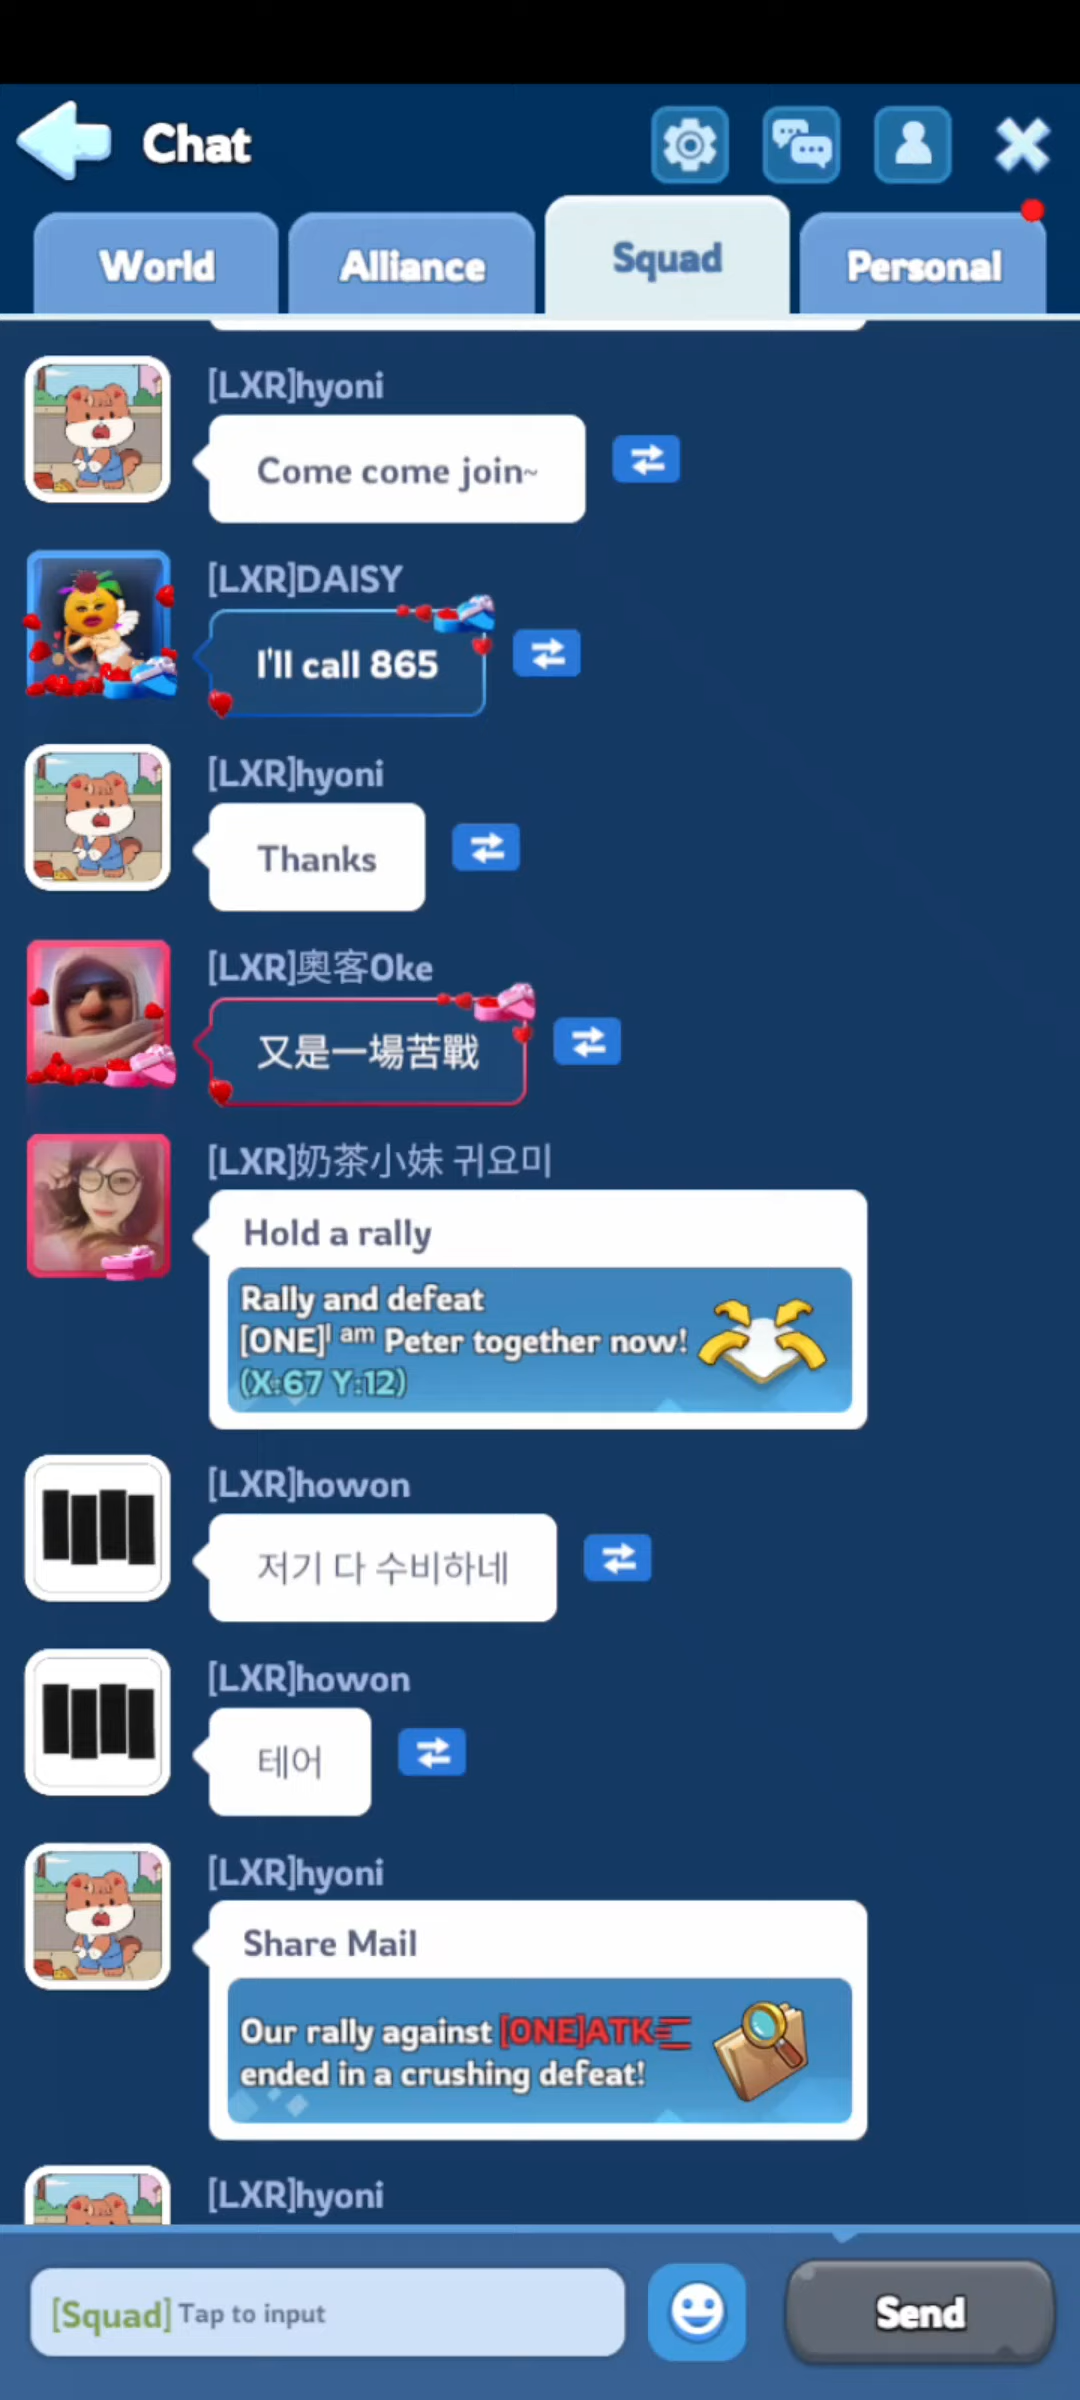 Chat
World
Alliance
Squad
Personal
[LXR]hyoni
Come come join~
[LXR]DAISY
I'll call 865
[LXR]hyoni
Thanks
[LXR]奧客Oke
又是一場苦戰
[LXR]奶茶小妹 귀요미
Hold a rally
Rally and defeat
[ONE]ᴵ ᵃᵐ Peter together now!
(X:67 Y:12)
[LXR]howon
저기 다 수비하네
[LXR]howon
테어
[LXR]hyoni
Share Mail
Our rally against [ONE]ATK
ended in a crushing defeat!
[LXR]hyoni
[Squad] Tap to input
Send